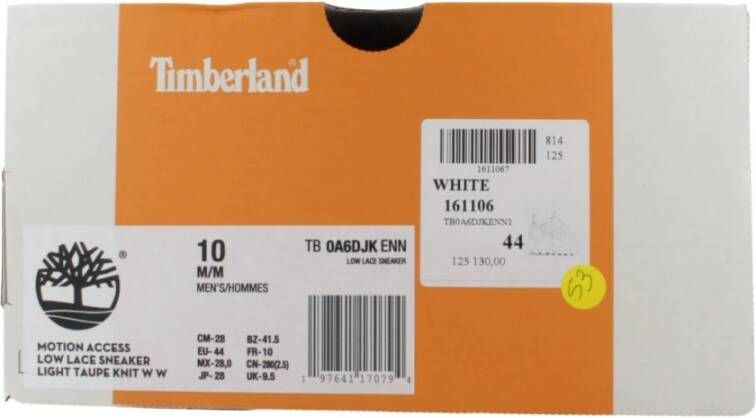 Timberland
814
125
1611067
WHITE
161106
TB0A6DJKENN1
44
125 130,00
53
®
10
M/M
MEN'S/HOMMES
TB 0A6DJK ENN
LOW LACE SNEAKER
MOTION ACCESS
LOW LACE SNEAKER
LIGHT TAUPE KNIT W W
CM-28 BZ-41.5
EU-44 FR-10
MX-28,0 CN-280(2.5)
JP-28 UK-9.5
1 97641 17079 4